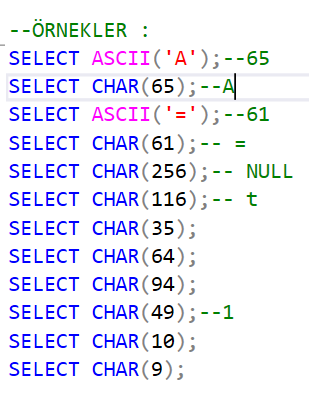 --ÖRNEKLER :
SELECT ASCII('A');--65
SELECT CHAR(65);--A
SELECT ASCII('=');--61
SELECT CHAR(61);-- =
SELECT CHAR(256);-- NULL
SELECT CHAR(116);-- t
SELECT CHAR(35);
SELECT CHAR(64);
SELECT CHAR(94);
SELECT CHAR(49);--1
SELECT CHAR(10);
SELECT CHAR(9);